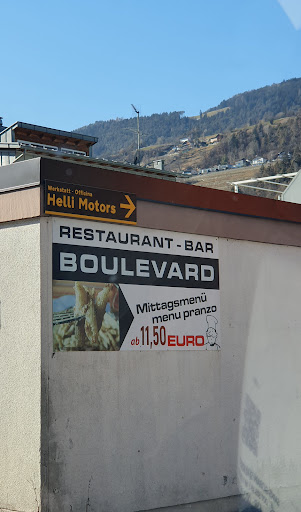 Werkstatt - Officina
Helli Motors
RESTAURANT - BAR
BOULEVARD
Mittagsmenü
menu pranzo
ab 11,50 EURO